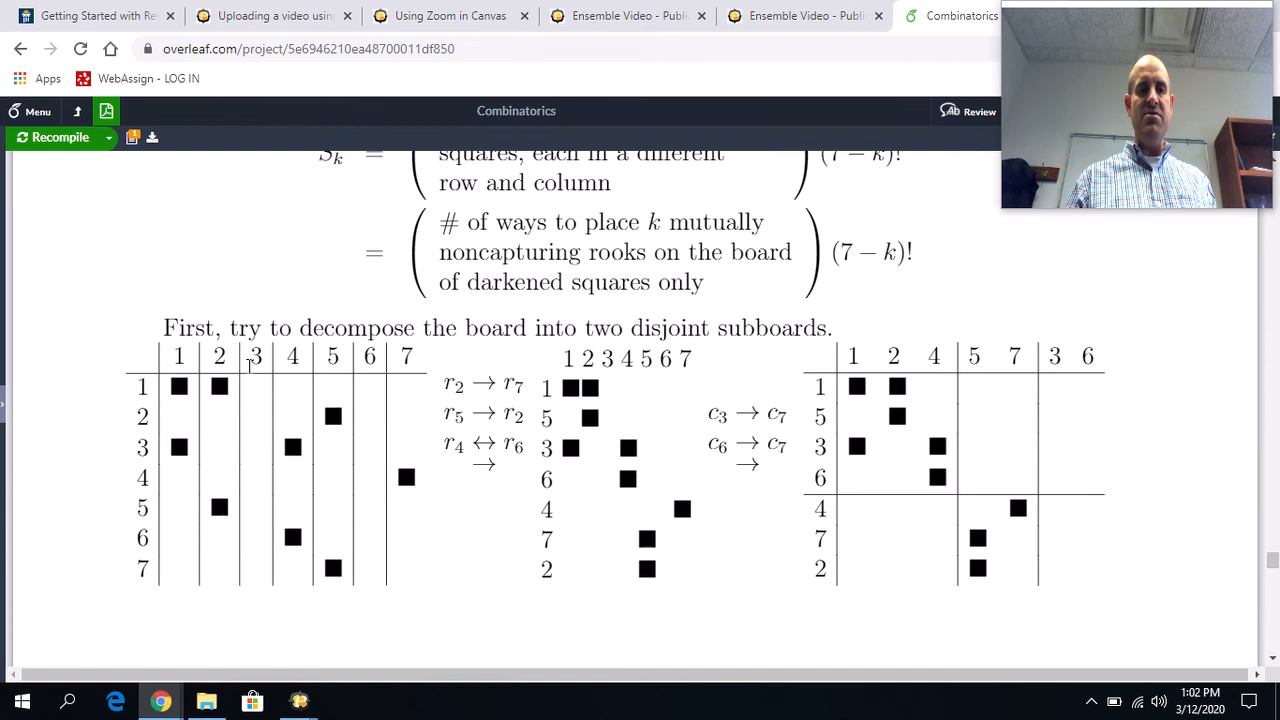 Getting Started with Re
Uploading a video using
Using Zoom in Canvas
Ensemble Video - Publi
Ensemble Video - Publi
Combinatorics
overleaf.com/project/5e6946210ea48700011df850
Apps
WebAssign - LOG IN
Menu
Combinatorics
Review
Recompile
1
S_k = ( squares, each in a different
row and column ) (7 − k)!
= ( # of ways to place k mutually
noncapturing rooks on the board
of darkened squares only ) (7 − k)!
First, try to decompose the board into two disjoint subboards.
1 2 3 4 5 6 7
1 ■ ■
2 ■
3 ■ ■
4 ■
5 ■
6 ■
7 ■
r2 → r7
r5 → r2
r4 ↔ r6
→
1 2 3 4 5 6 7
1 ■ ■
5 ■
3 ■ ■
6 ■
4 ■
7 ■
2 ■
c3 → c7
c6 → c7
→
1 2 4 5 7 3 6
1 ■ ■
5 ■
3 ■ ■
6 ■
4 ■
7 ■
2 ■
1:02 PM
3/12/2020